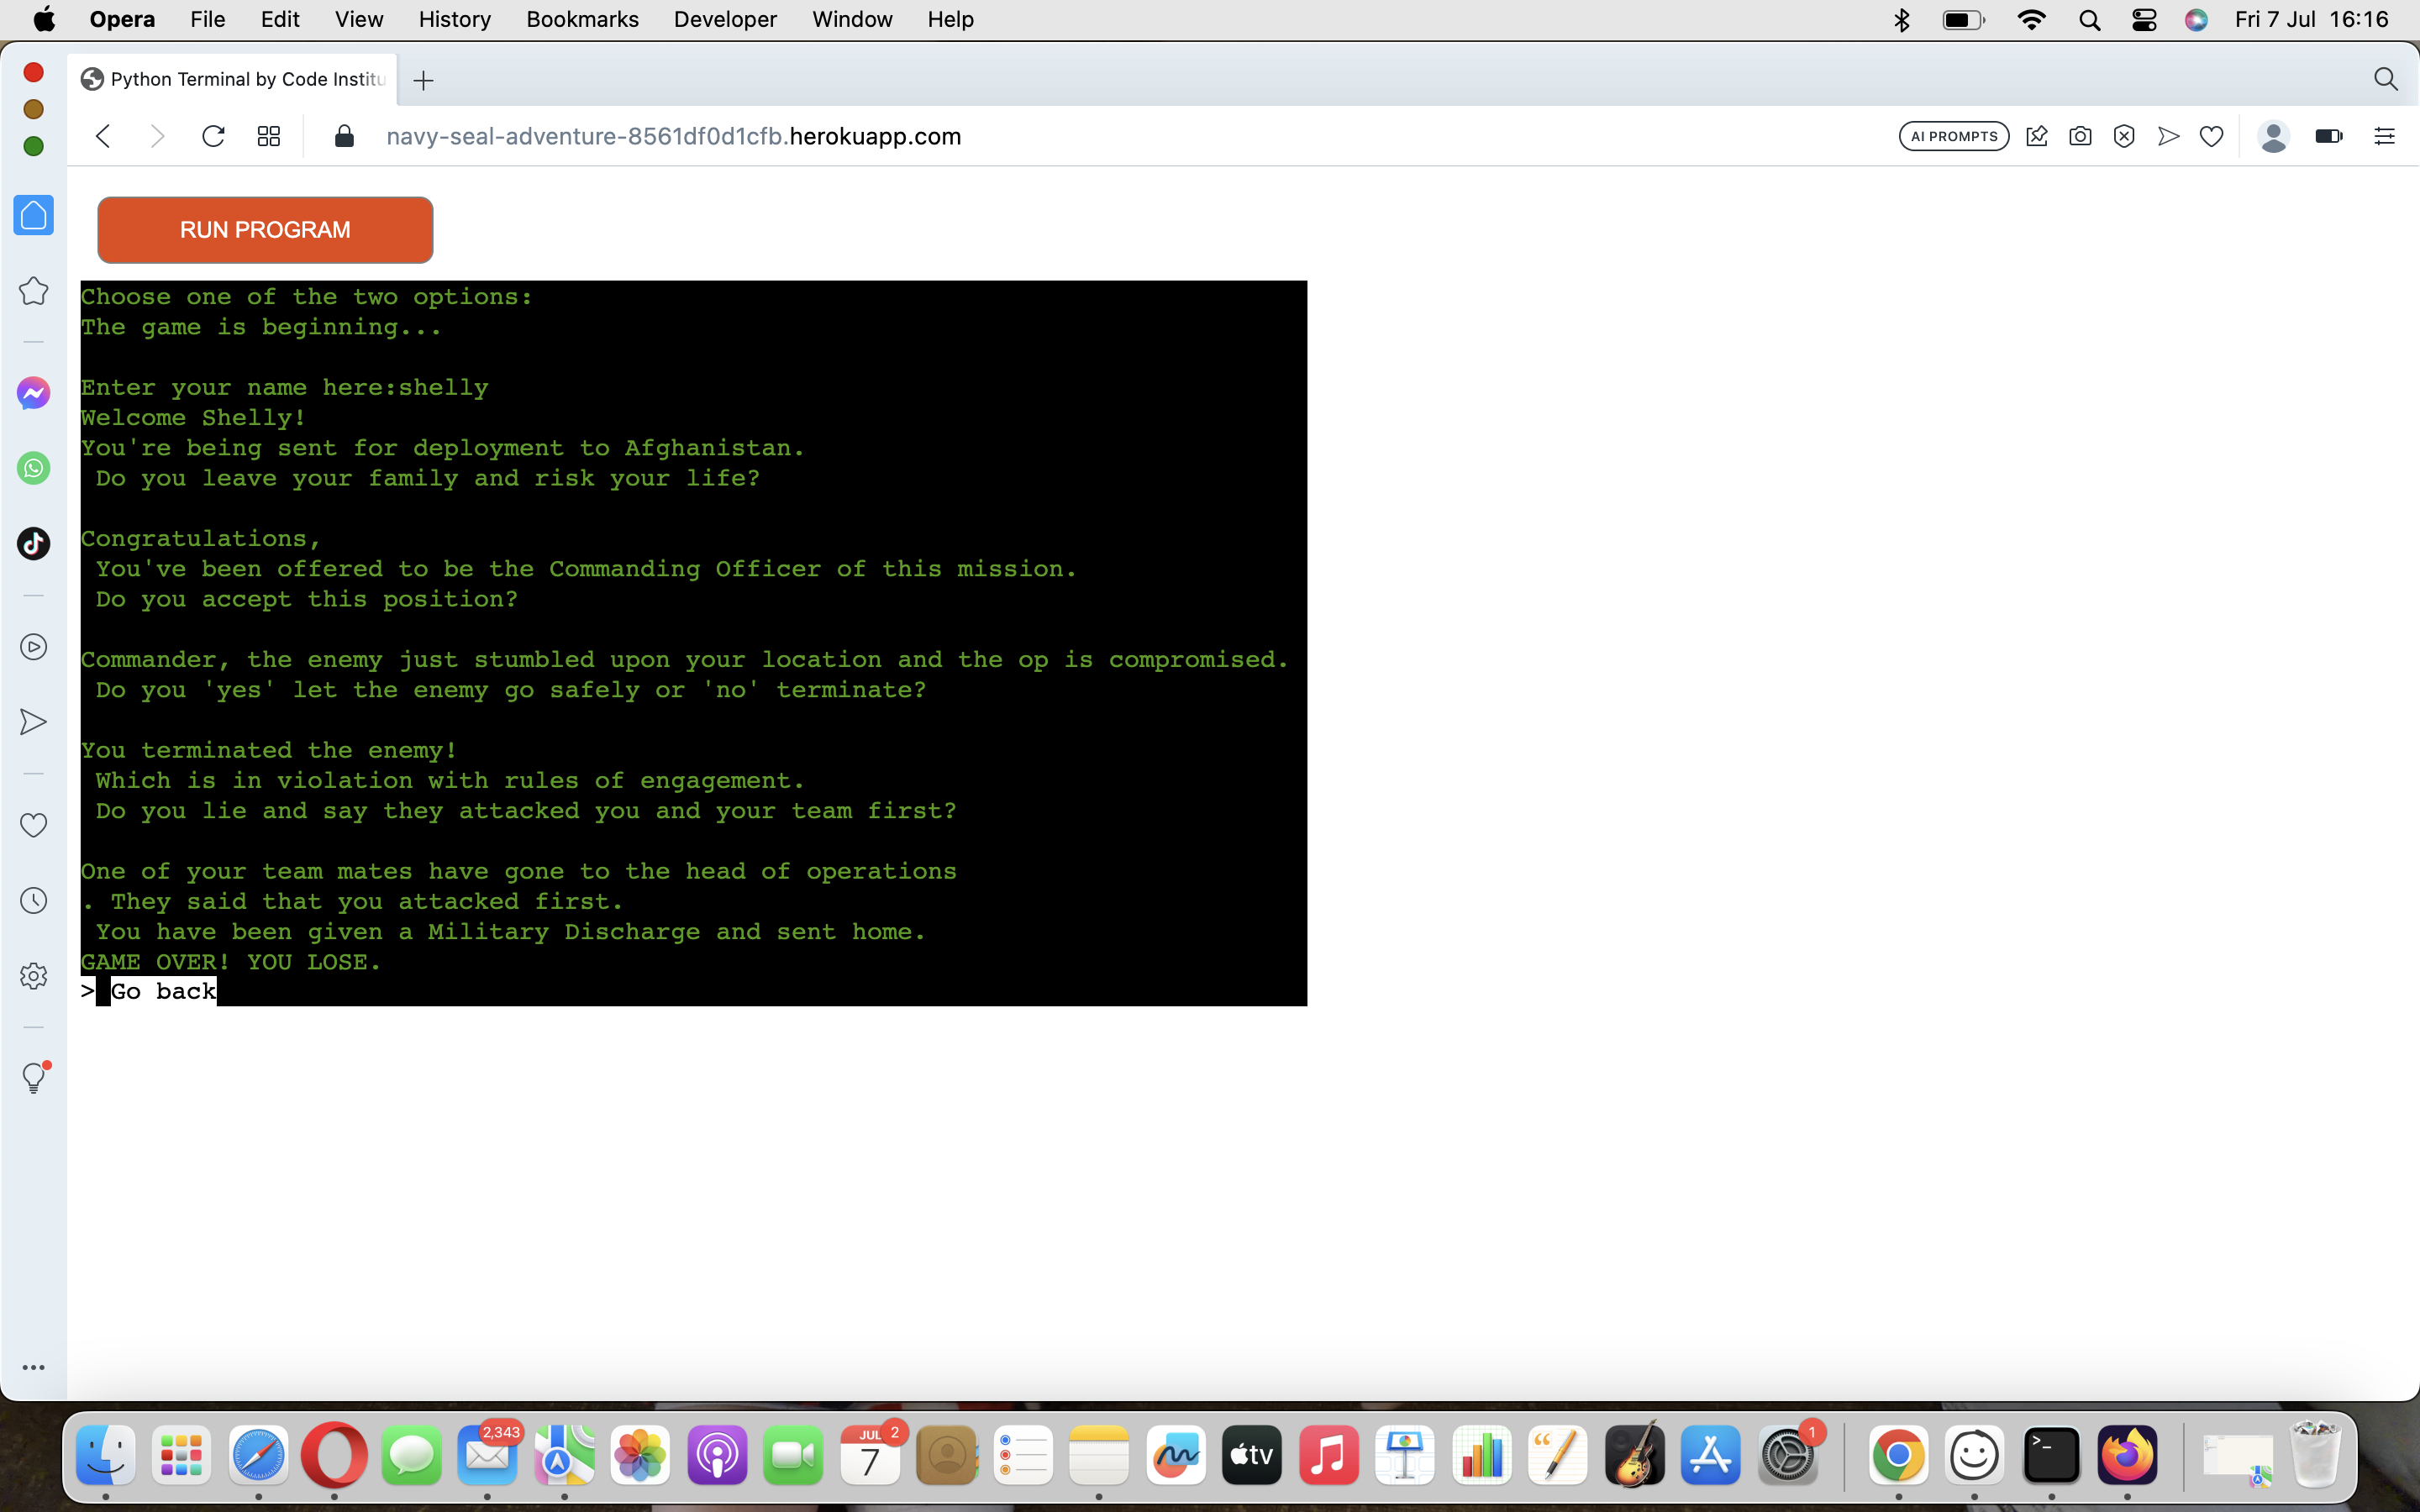 Opera File Edit View History Bookmarks Developer Window Help Fri 7 Jul 16:16
Python Terminal by Code Institu
navy-seal-adventure-8561df0d1cfb.herokuapp.com AI PROMPTS
RUN PROGRAM
Choose one of the two options:
The game is beginning...
Enter your name here:shelly
Welcome Shelly!
You're being sent for deployment to Afghanistan.
Do you leave your family and risk your life?
Congratulations,
You've been offered to be the Commanding Officer of this mission.
Do you accept this position?
Commander, the enemy just stumbled upon your location and the op is compromised.
Do you 'yes' let the enemy go safely or 'no' terminate?
You terminated the enemy!
Which is in violation with rules of engagement.
Do you lie and say they attacked you and your team first?
One of your team mates have gone to the head of operations
. They said that you attacked first.
You have been given a Military Discharge and sent home.
GAME OVER! YOU LOSE.
> Go back
2,343 JUL 2 7 tv 1 >_